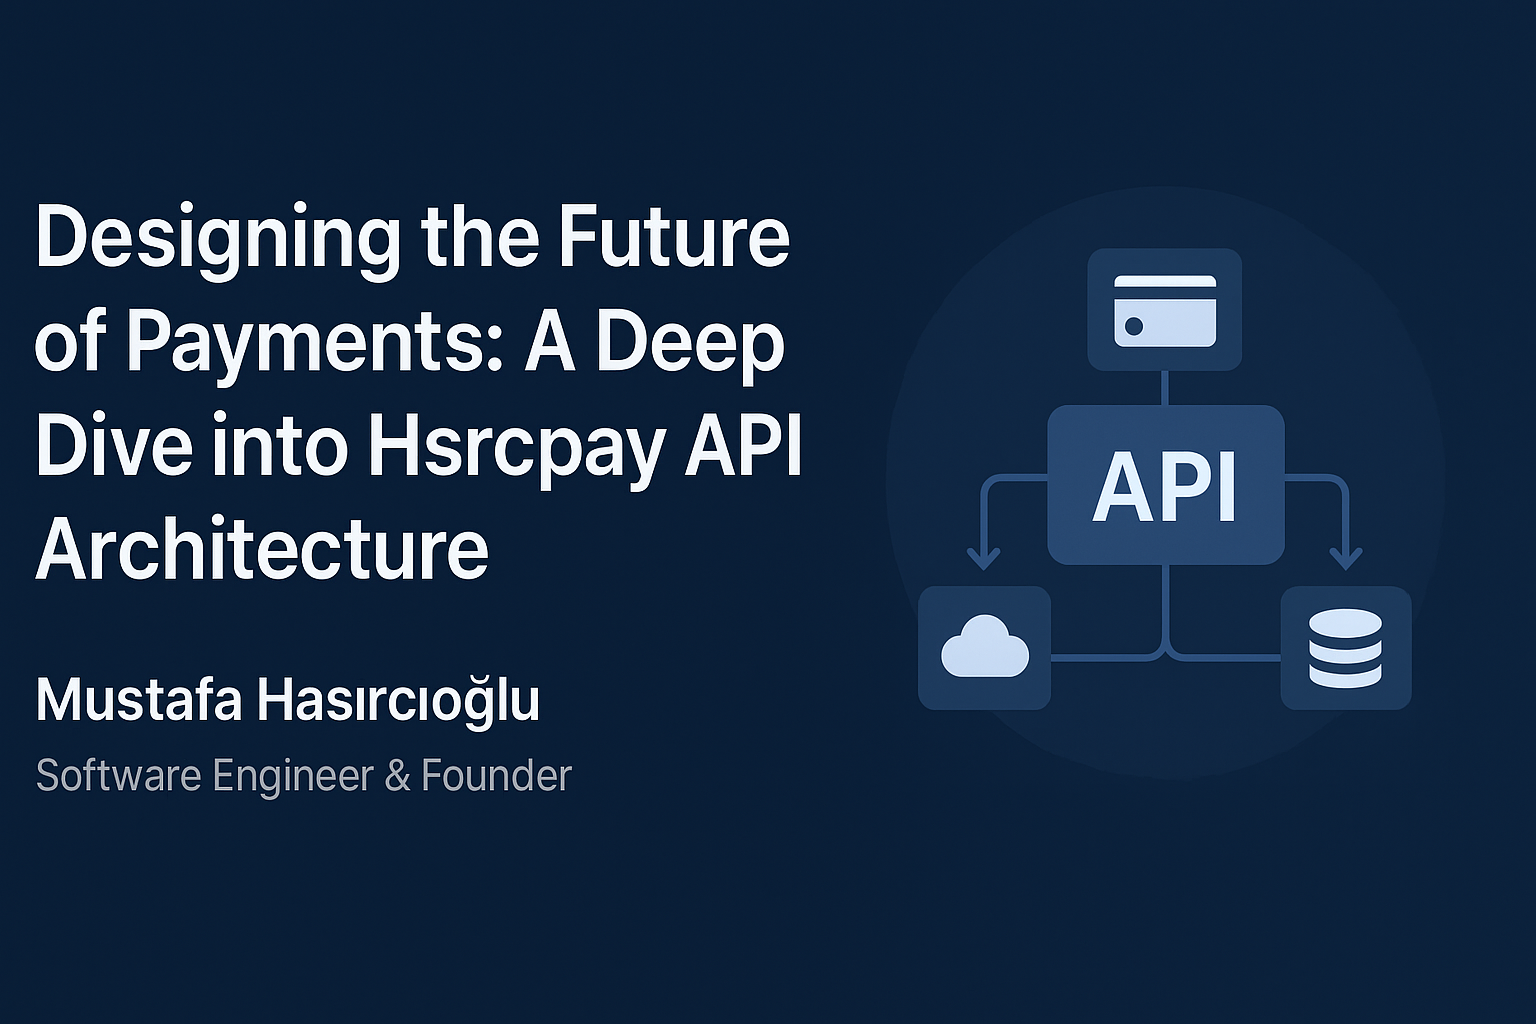 Designing the Future
of Payments: A Deep
Dive into Hsrcpay API
Architecture
Mustafa Hasırcıoğlu
Software Engineer & Founder
API